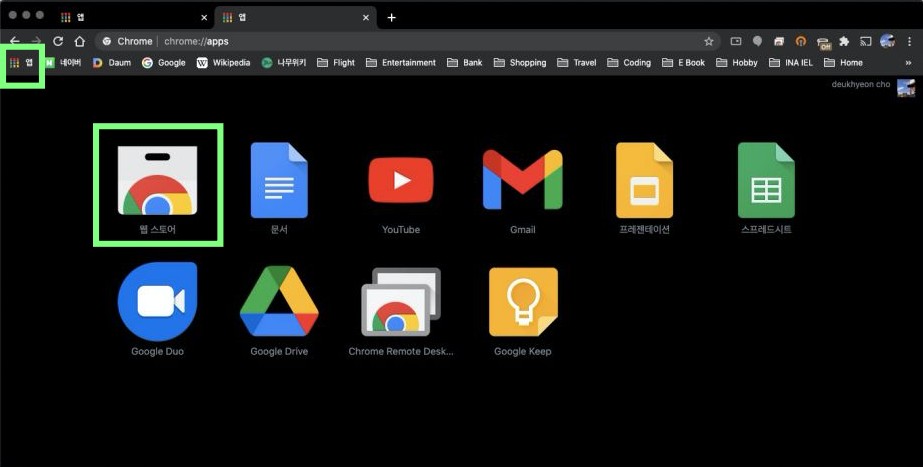 앱
앱
Chrome | chrome://apps
Off
앱 N 네이버 D Daum G Google W Wikipedia 나무위키 Flight Entertainment Bank Shopping Travel Coding E Book Hobby INA IEL Home »
deukhyeon cho
웹 스토어 문서 YouTube Gmail 프레젠테이션 스프레드시트
Google Duo Google Drive Chrome Remote Desk... Google Keep